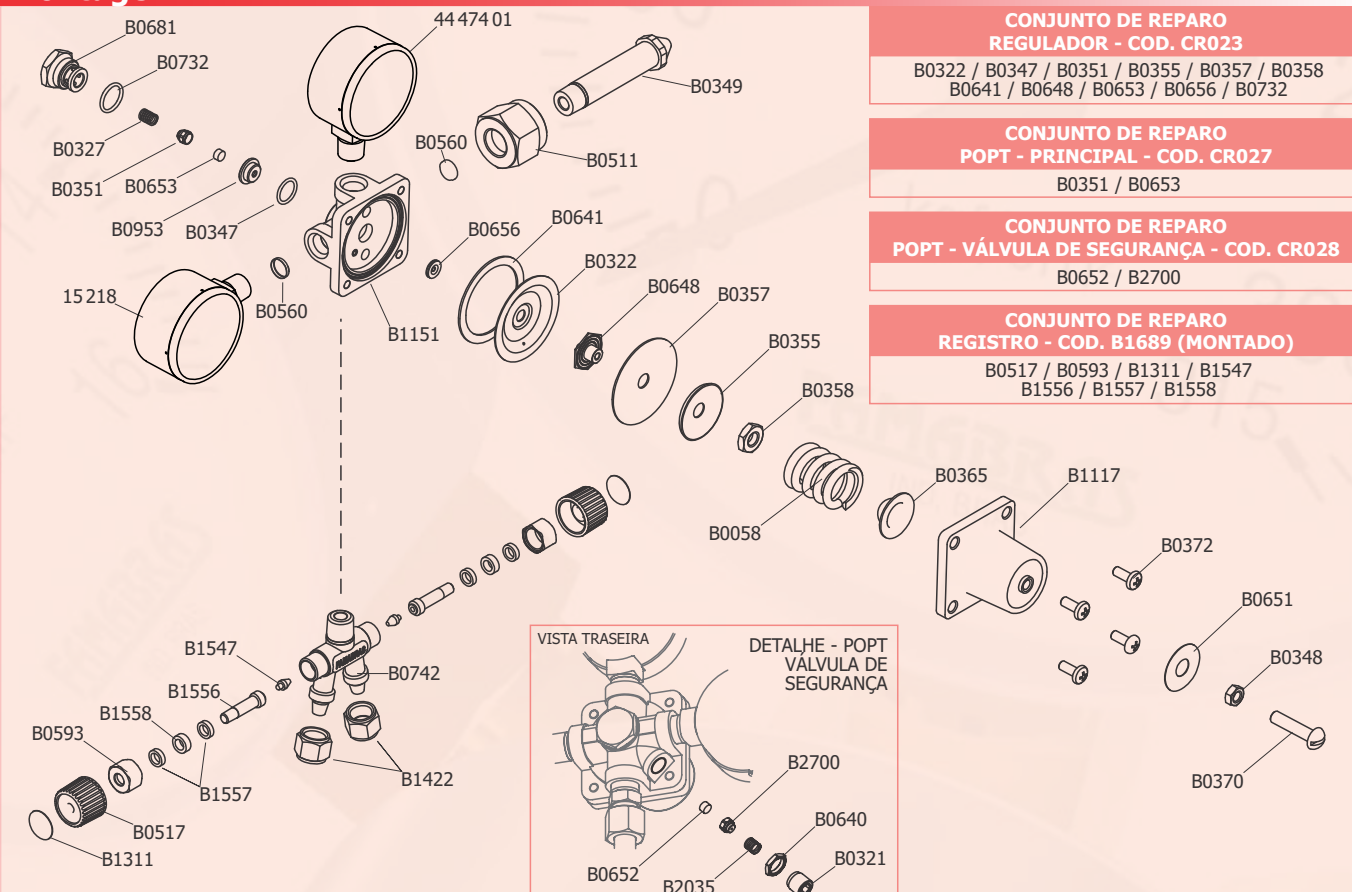 B0681
B0732
44 474 01
B0349
B0327
B0560
B0511
B0351
B0653
B0953
B0347
B0656
B0641
B0322
B0648
B0357
B0355
B0358
15 218
B0560
B1151
B0058
B0365
B1117
B0372
B0651
B0348
B0370
B1547
B0742
B1556
B1558
B0593
B1557
B1422
B0517
B1311
VISTA TRASEIRA
DETALHE - POPT
VÁLVULA DE
SEGURANÇA
B2700
B0640
B0321
B0652
B2035
CONJUNTO DE REPARO
REGULADOR - COD. CR023
B0322 / B0347 / B0351 / B0355 / B0357 / B0358
B0641 / B0648 / B0653 / B0656 / B0732
CONJUNTO DE REPARO
POPT - PRINCIPAL - COD. CR027
B0351 / B0653
CONJUNTO DE REPARO
POPT - VÁLVULA DE SEGURANÇA - COD. CR028
B0652 / B2700
CONJUNTO DE REPARO
REGISTRO - COD. B1689 (MONTADO)
B0517 / B0593 / B1311 / B1547
B1556 / B1557 / B1558